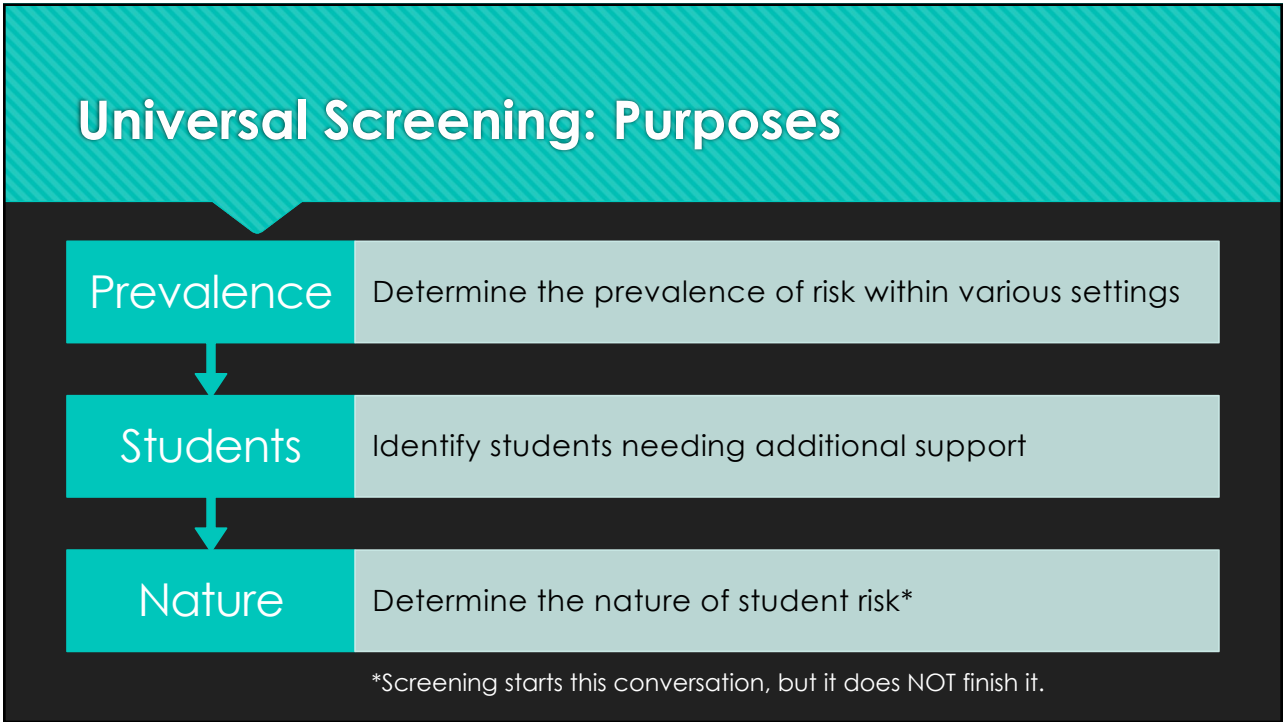 Universal Screening: Purposes
Prevalence
Determine the prevalence of risk within various settings
Students
Identify students needing additional support
Nature
Determine the nature of student risk*
*Screening starts this conversation, but it does NOT finish it.